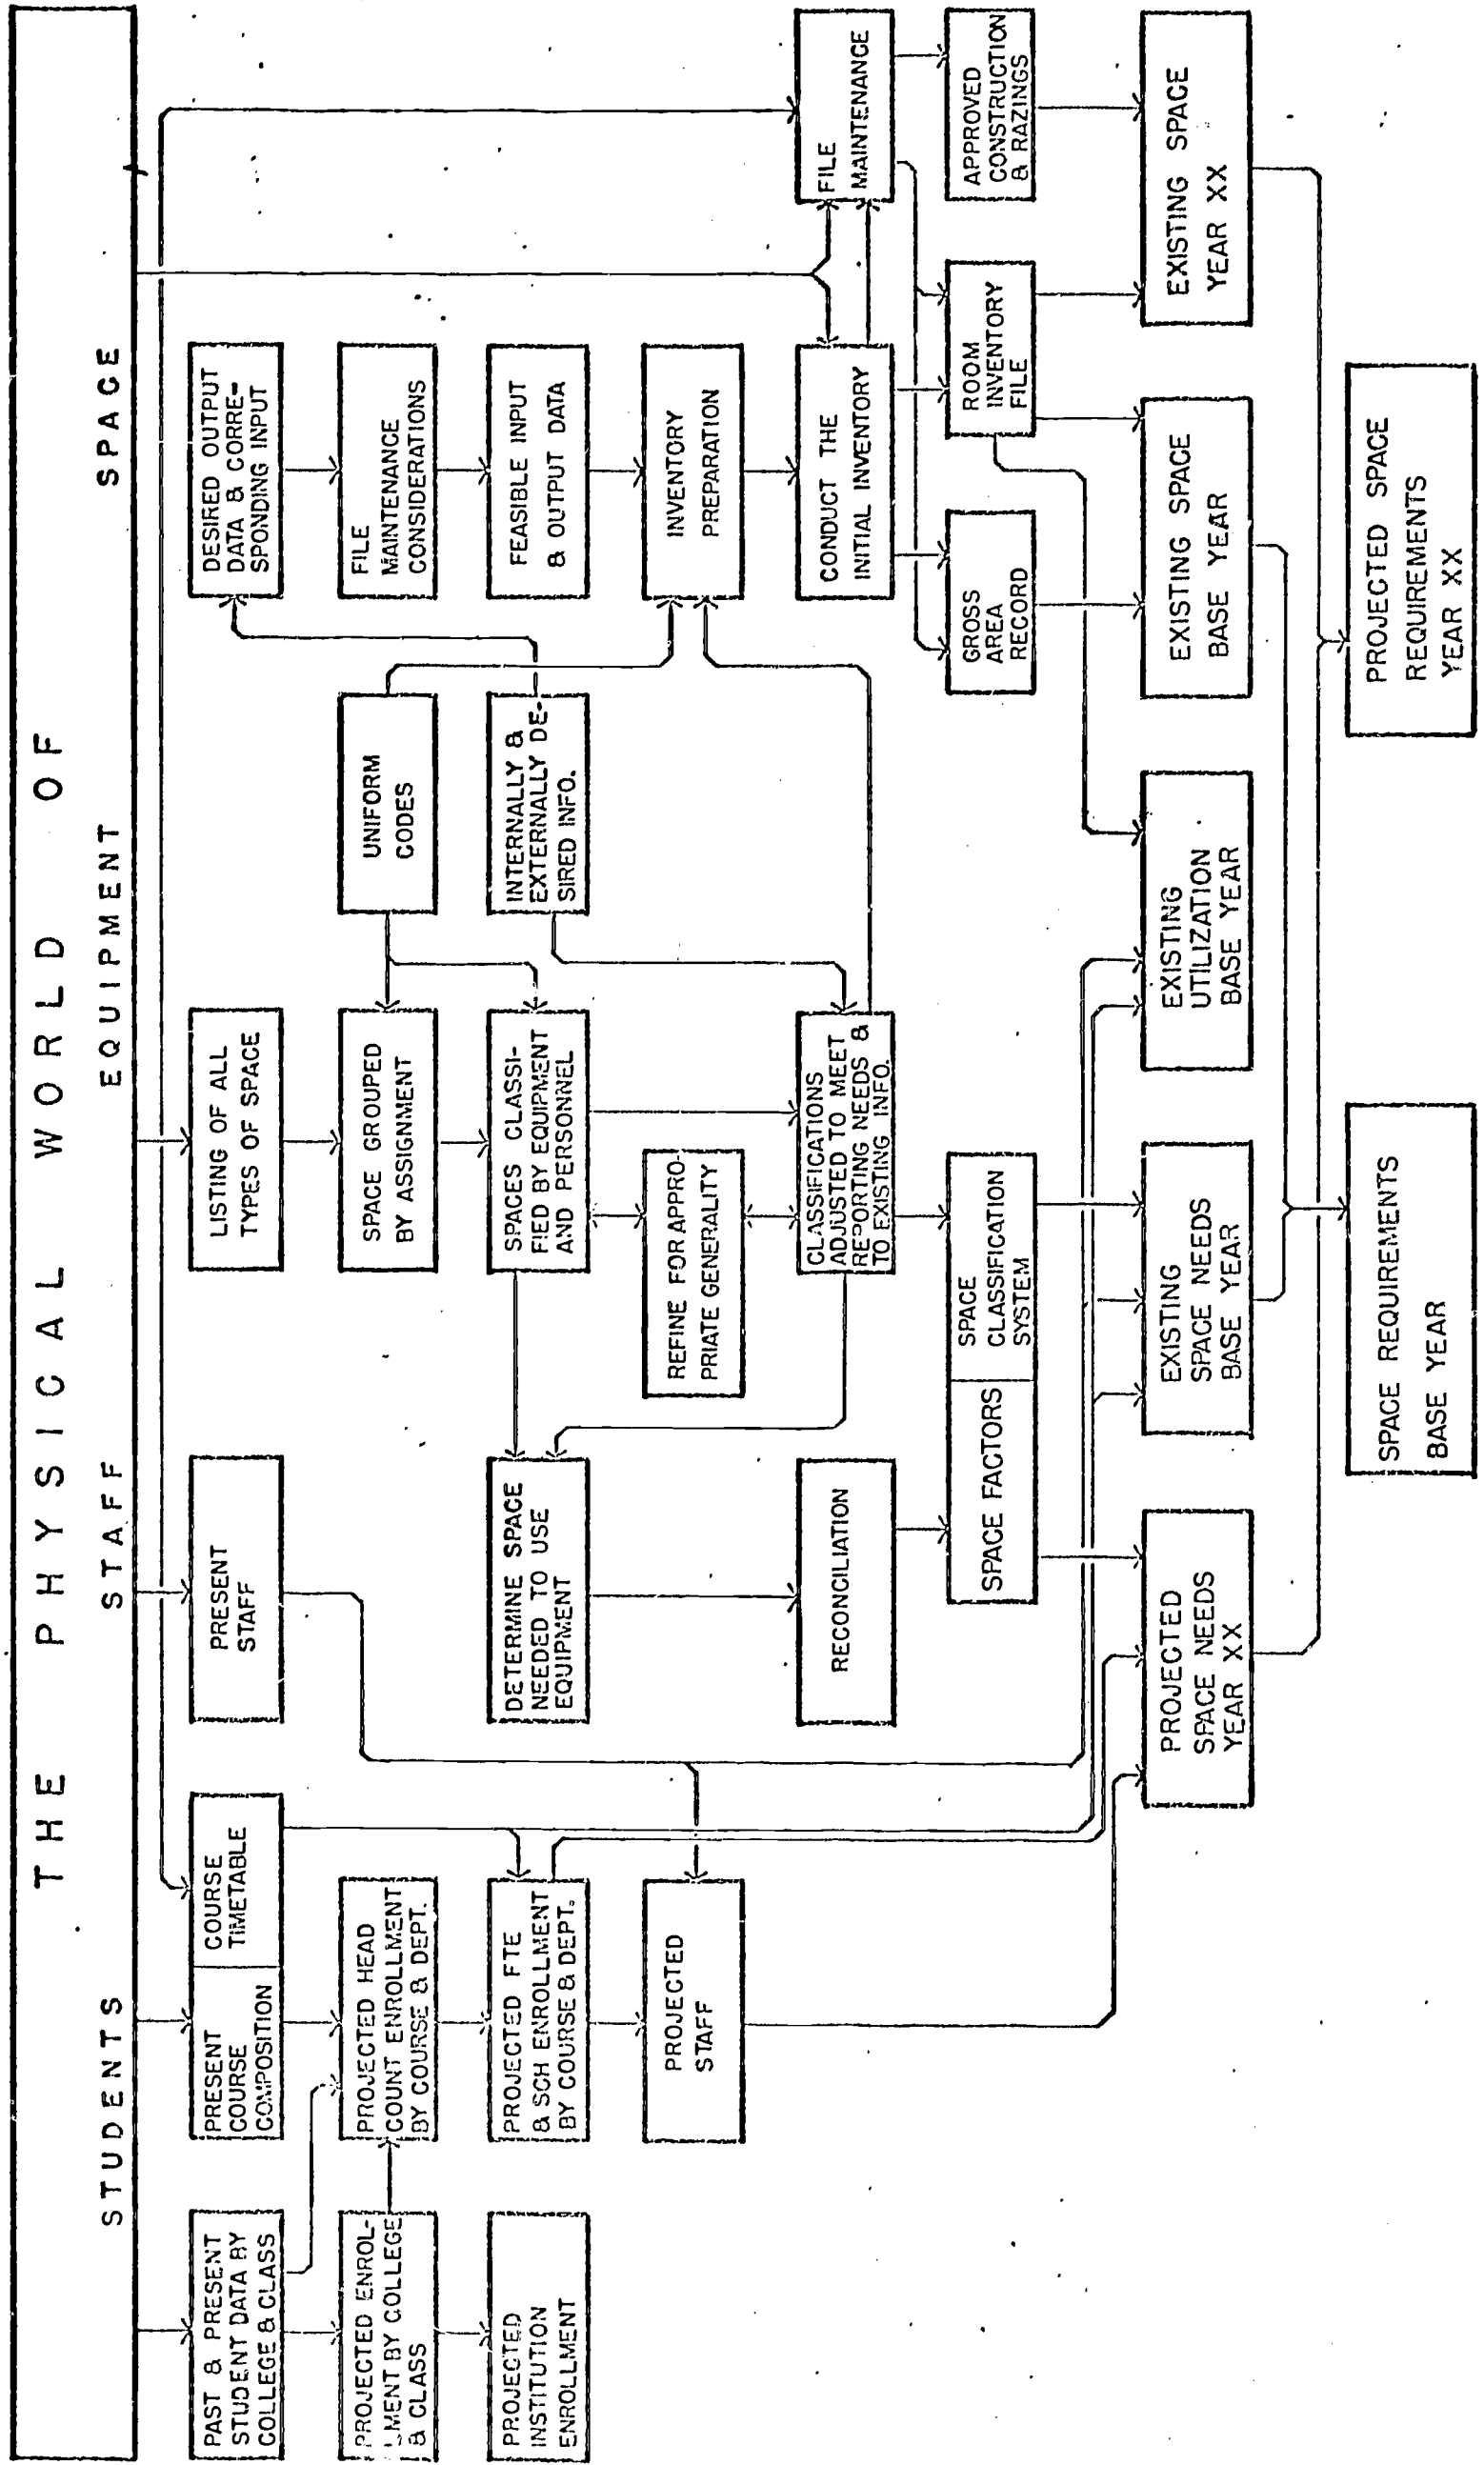 THE PHYSICAL WORLD OF
STUDENTS STAFF EQUIPMENT SPACE
PAST & PRESENT
STUDENT DATA BY
COLLEGE & CLASS
PRESENT
COURSE
COMPOSITION
COURSE
TIMETABLE
PRESENT
STAFF
LISTING OF ALL
TYPES OF SPACE
DESIRED OUTPUT
DATA & CORRE-
SPONDING INPUT
PROJECTED ENROL-
LMENT BY COLLEGE
& CLASS
PROJECTED HEAD
COUNT ENROLLMENT
BY COURSE & DEPT.
SPACE GROUPED
BY ASSIGNMENT
UNIFORM
CODES
FILE
MAINTENANCE
CONSIDERATIONS
PROJECTED
INSTITUTION
ENROLLMENT
PROJECTED FTE
& SCH ENROLLMENT
BY COURSE & DEPT.
DETERMINE SPACE
NEEDED TO USE
EQUIPMENT
SPACES CLASSI-
FIED BY EQUIPMENT
AND PERSONNEL
INTERNALLY &
EXTERNALLY DE-
SIRED INFO.
FEASIBLE INPUT
& OUTPUT DATA
PROJECTED
STAFF
REFINE FOR APPRO-
PRIATE GENERALITY
INVENTORY
PREPARATION
RECONCILIATION
CLASSIFICATIONS
ADJUSTED TO MEET
REPORTING NEEDS &
TO EXISTING INFO.
CONDUCT THE
INITIAL INVENTORY
FILE
MAINTENANCE
SPACE FACTORS
SPACE
CLASSIFICATION
SYSTEM
GROSS
AREA
RECORD
ROOM
INVENTORY
FILE
APPROVED
CONSTRUCTION
& RAZINGS
PROJECTED
SPACE NEEDS
YEAR XX
EXISTING
SPACE NEEDS
BASE YEAR
EXISTING
UTILIZATION
BASE YEAR
EXISTING SPACE
BASE YEAR
EXISTING SPACE
YEAR XX
SPACE REQUIREMENTS
BASE YEAR
PROJECTED SPACE
REQUIREMENTS
YEAR XX